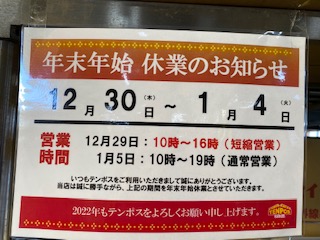 年末年始 休業のお知らせ
12月30日(木)~1月4日(火)
営業時間
12月29日:10時~16時(短縮営業)
1月5日:10時~19時(通常営業)
いつもテンポスをご利用いただきまして誠にありがとうございます。
当店は誠に勝手ながら、上記の期間を年末年始休業とさせていただきます。
2022年もテンポスをよろしくお願い申し上げます。
TENPOS